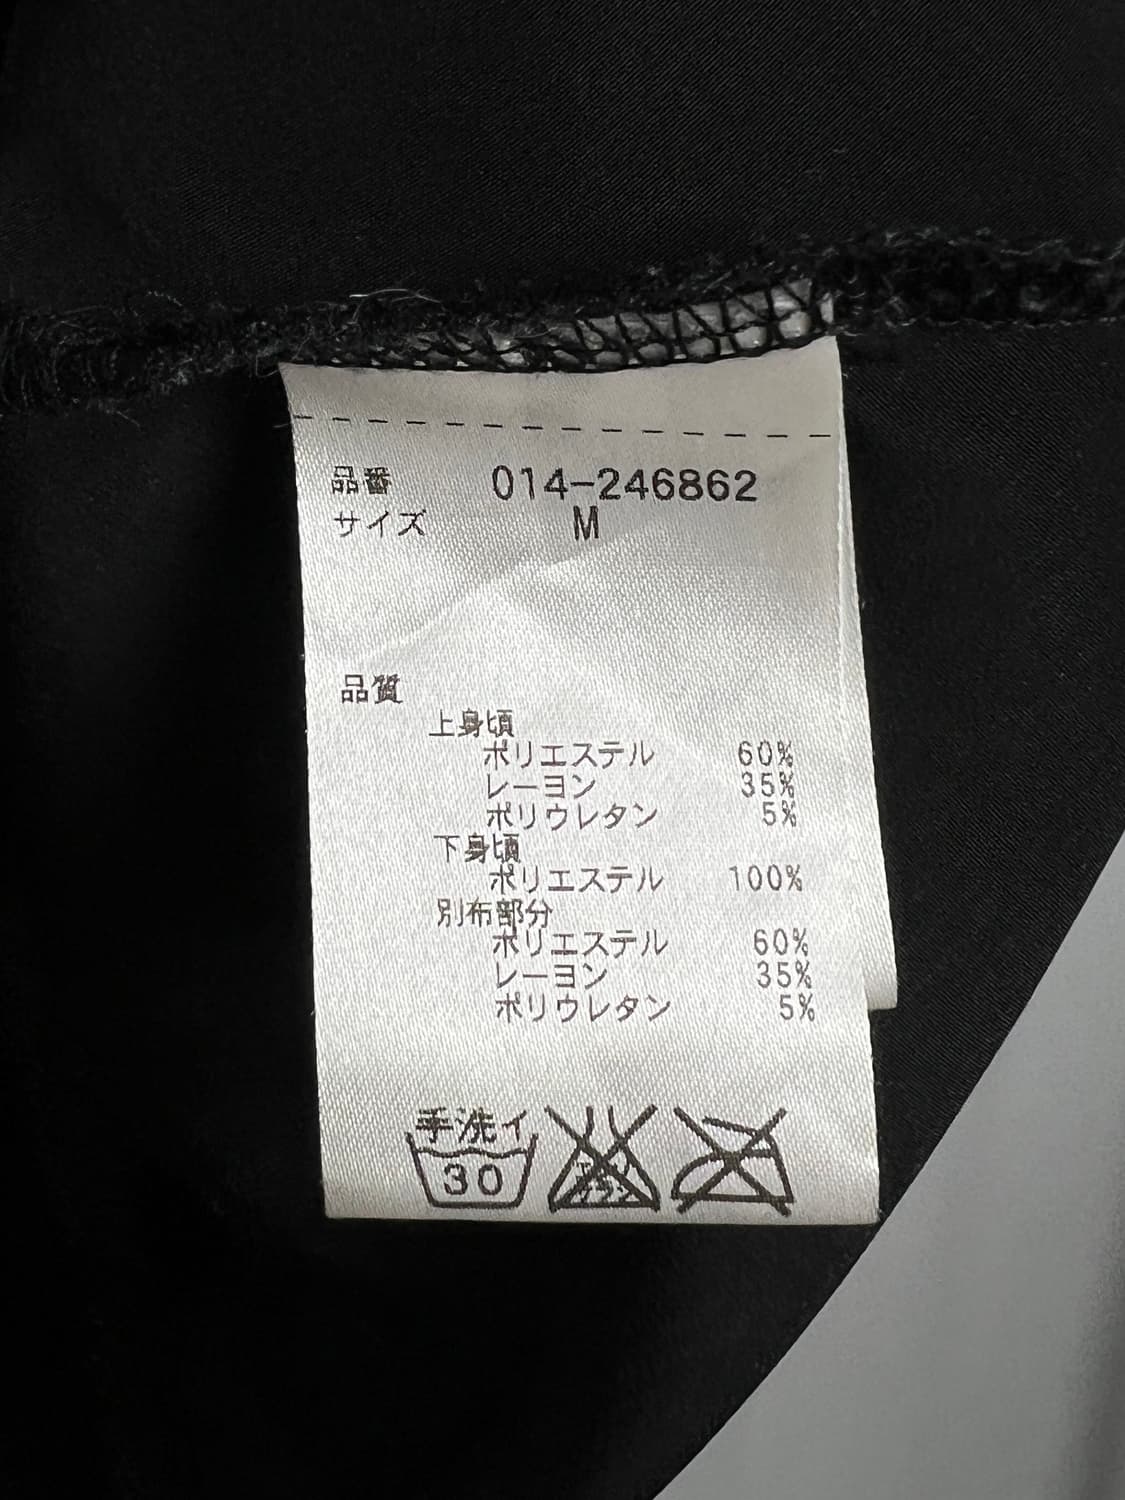 品番 014-246862
サイズ M
品質
上身頃
ポリエステル 60%
レーヨン 35%
ポリウレタン 5%
下身頃
ポリエステル 100%
別布部分
ポリエステル 60%
レーヨン 35%
ポリウレタン 5%
手洗イ
30